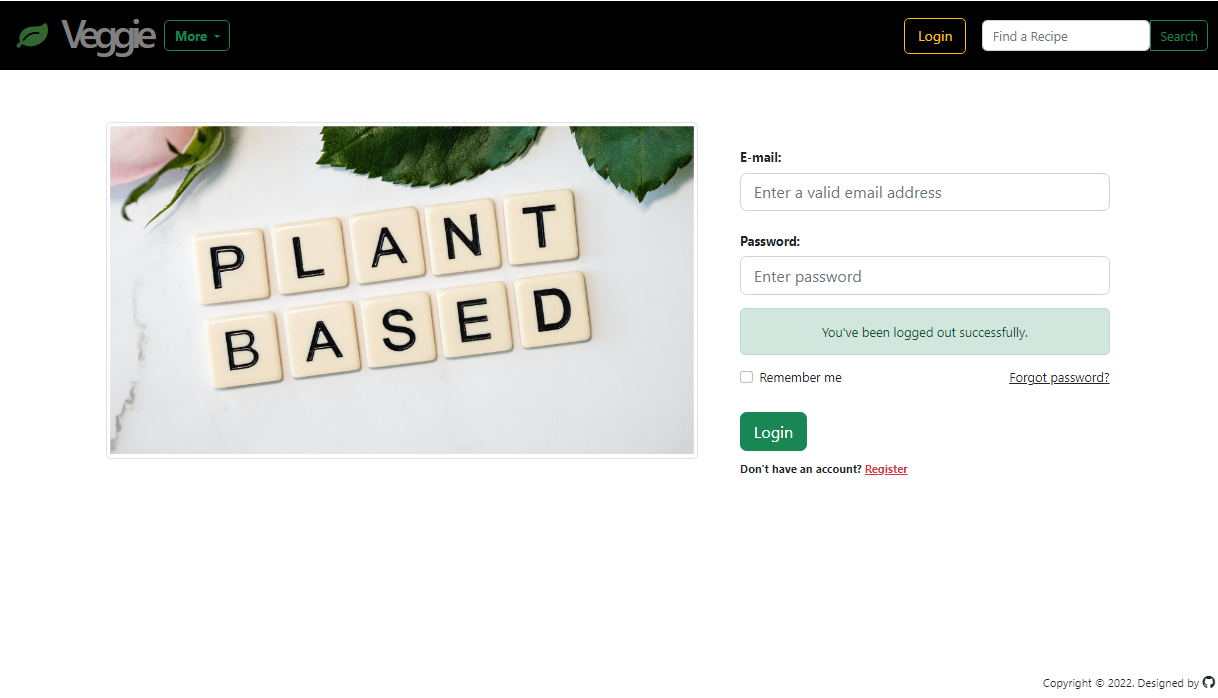 Veggie More Login Find a Recipe Search
PLANT
BASED
E-mail:
Enter a valid email address
Password:
Enter password
You've been logged out successfully.
Remember me Forgot password?
Login
Don't have an account? Register
Copyright © 2022. Designed by